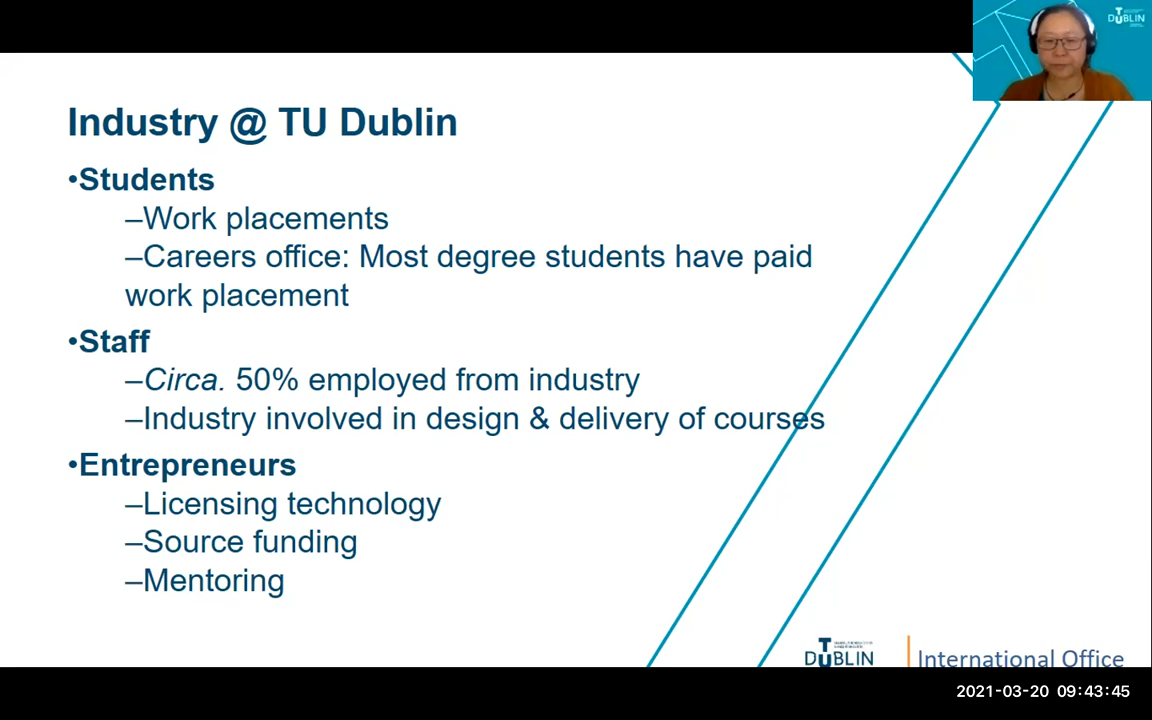 DUBLIN
Industry @ TU Dublin
•Students
–Work placements
–Careers office: Most degree students have paid
work placement
•Staff
–Circa. 50% employed from industry
–Industry involved in design & delivery of courses
•Entrepreneurs
–Licensing technology
–Source funding
–Mentoring
DUBLIN
International Office
2021-03-20 09:43:45